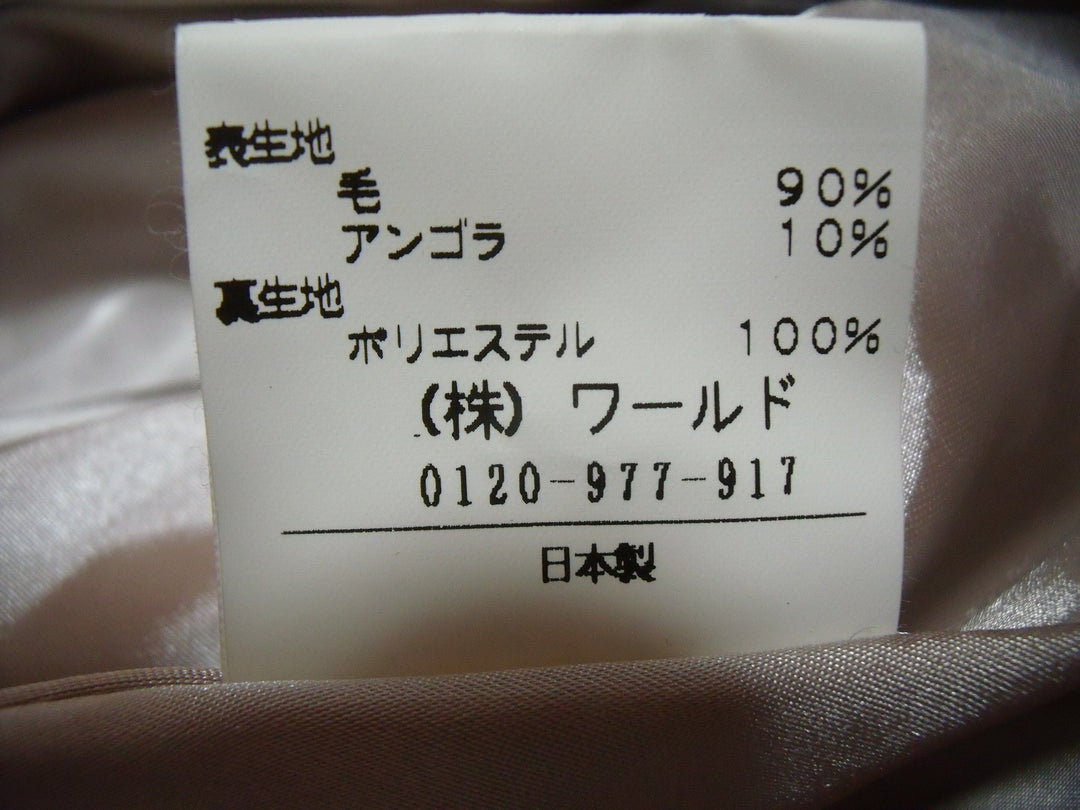 表生地
毛 90%
アンゴラ 10%
裏生地
ポリエステル 100%
(株) ワールド
0120-977-917
日本製